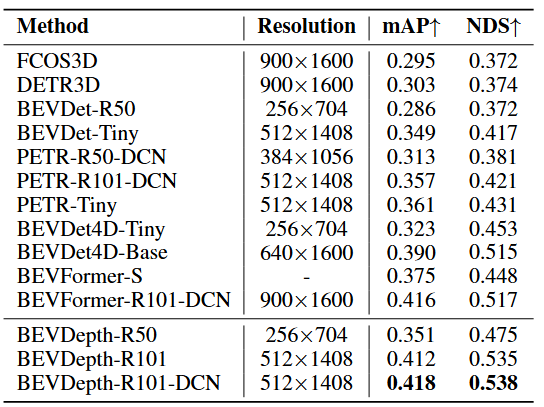 Method Resolution mAP↑ NDS↑
FCOS3D 900×1600 0.295 0.372
DETR3D 900×1600 0.303 0.374
BEVDet-R50 256×704 0.286 0.372
BEVDet-Tiny 512×1408 0.349 0.417
PETR-R50-DCN 384×1056 0.313 0.381
PETR-R101-DCN 512×1408 0.357 0.421
PETR-Tiny 512×1408 0.361 0.431
BEVDet4D-Tiny 256×704 0.323 0.453
BEVDet4D-Base 640×1600 0.390 0.515
BEVFormer-S - 0.375 0.448
BEVFormer-R101-DCN 900×1600 0.416 0.517
BEVDepth-R50 256×704 0.351 0.475
BEVDepth-R101 512×1408 0.412 0.535
BEVDepth-R101-DCN 512×1408 0.418 0.538